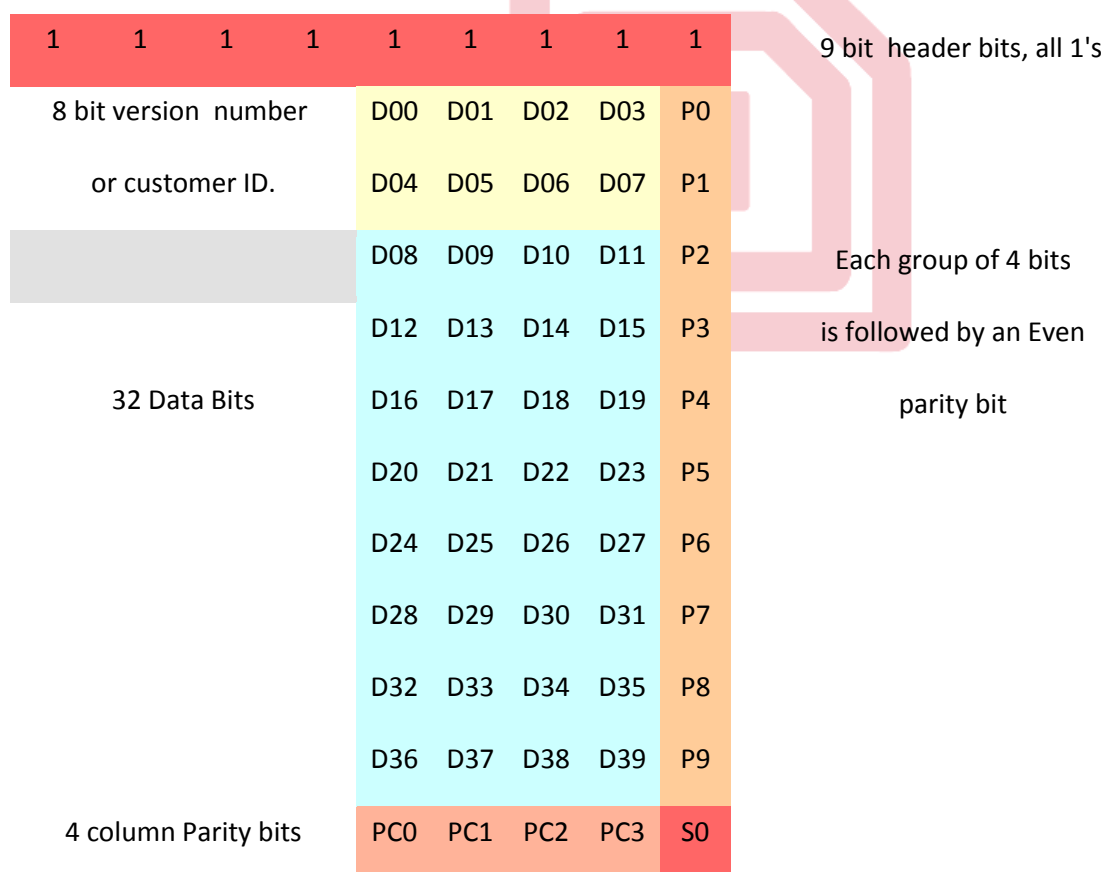 1 1 1 1 1 1 1 1 1 9 bit header bits, all 1's
8 bit version number D00 D01 D02 D03 P0
or customer ID. D04 D05 D06 D07 P1
D08 D09 D10 D11 P2 Each group of 4 bits
D12 D13 D14 D15 P3 is followed by an Even
32 Data Bits D16 D17 D18 D19 P4 parity bit
D20 D21 D22 D23 P5
D24 D25 D26 D27 P6
D28 D29 D30 D31 P7
D32 D33 D34 D35 P8
D36 D37 D38 D39 P9
4 column Parity bits PC0 PC1 PC2 PC3 S0